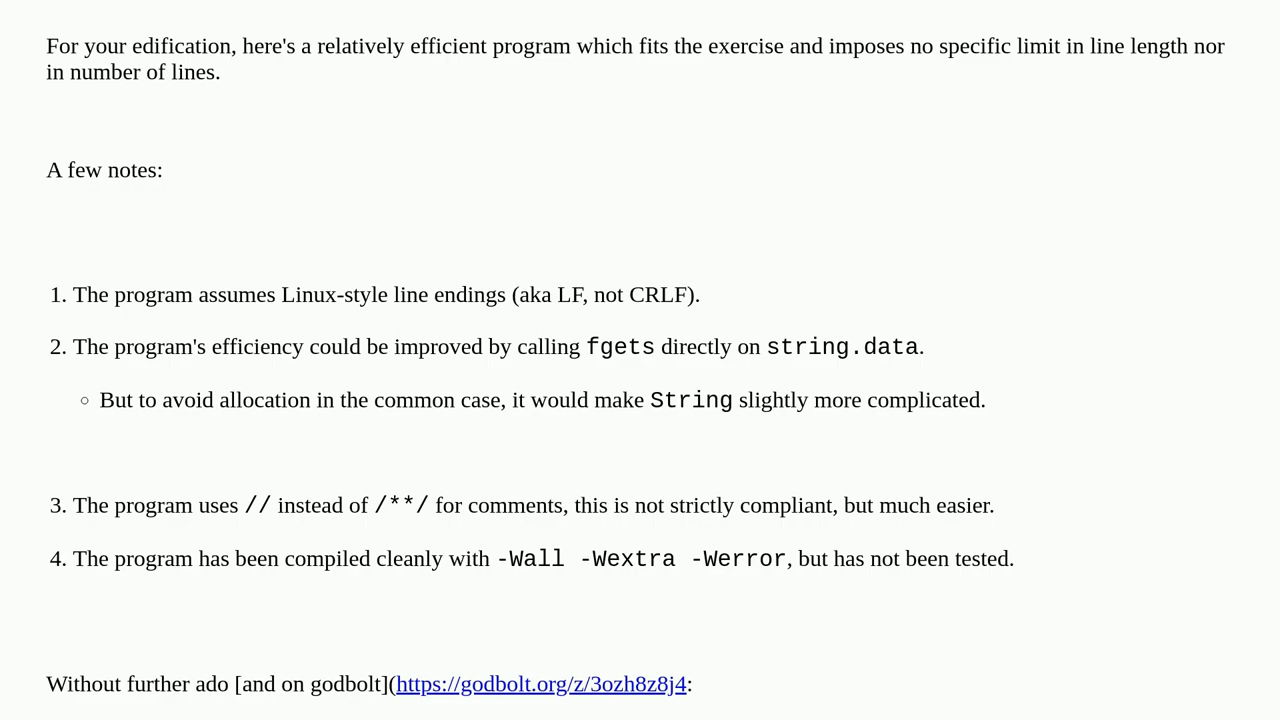 For your edification, here's a relatively efficient program which fits the exercise and imposes no specific limit in line length nor
in number of lines.
A few notes:
1. The program assumes Linux-style line endings (aka LF, not CRLF).
2. The program's efficiency could be improved by calling fgets directly on string.data.
○ But to avoid allocation in the common case, it would make String slightly more complicated.
3. The program uses // instead of /**/ for comments, this is not strictly compliant, but much easier.
4. The program has been compiled cleanly with -Wall -Wextra -Werror, but has not been tested.
Without further ado [and on godbolt](https://godbolt.org/z/3ozh8z8j4: